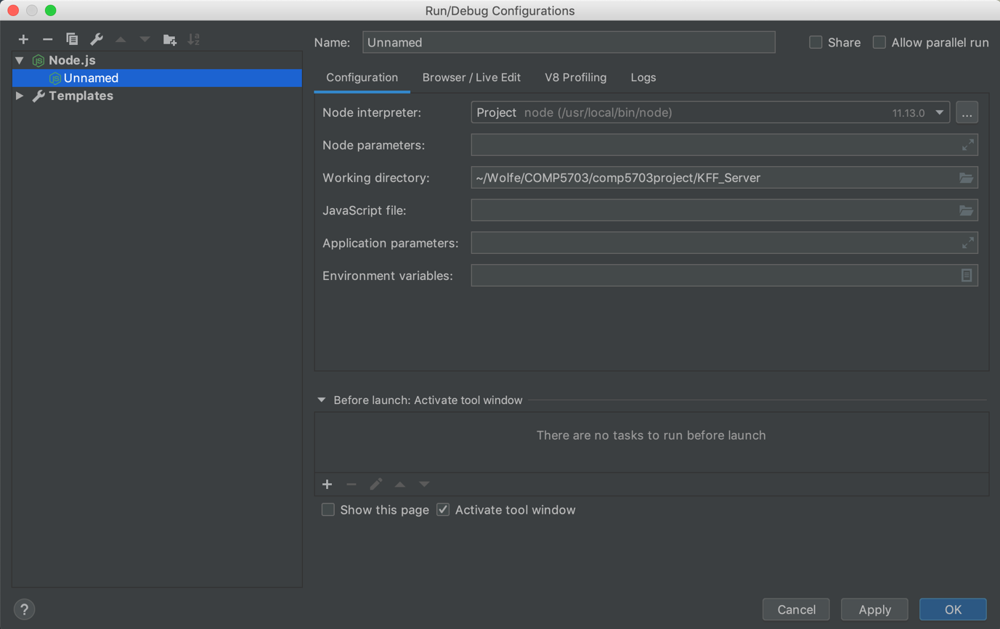 Run/Debug Configurations
Name: Unnamed Share Allow parallel run
Node.js
Unnamed
Templates
Configuration Browser / Live Edit V8 Profiling Logs
Node interpreter: Project node (/usr/local/bin/node) 11.13.0 ...
Node parameters:
Working directory: ~/Wolfe/COMP5703/comp5703project/KFF_Server
JavaScript file:
Application parameters:
Environment variables:
Before launch: Activate tool window
There are no tasks to run before launch
Show this page Activate tool window
? Cancel Apply OK